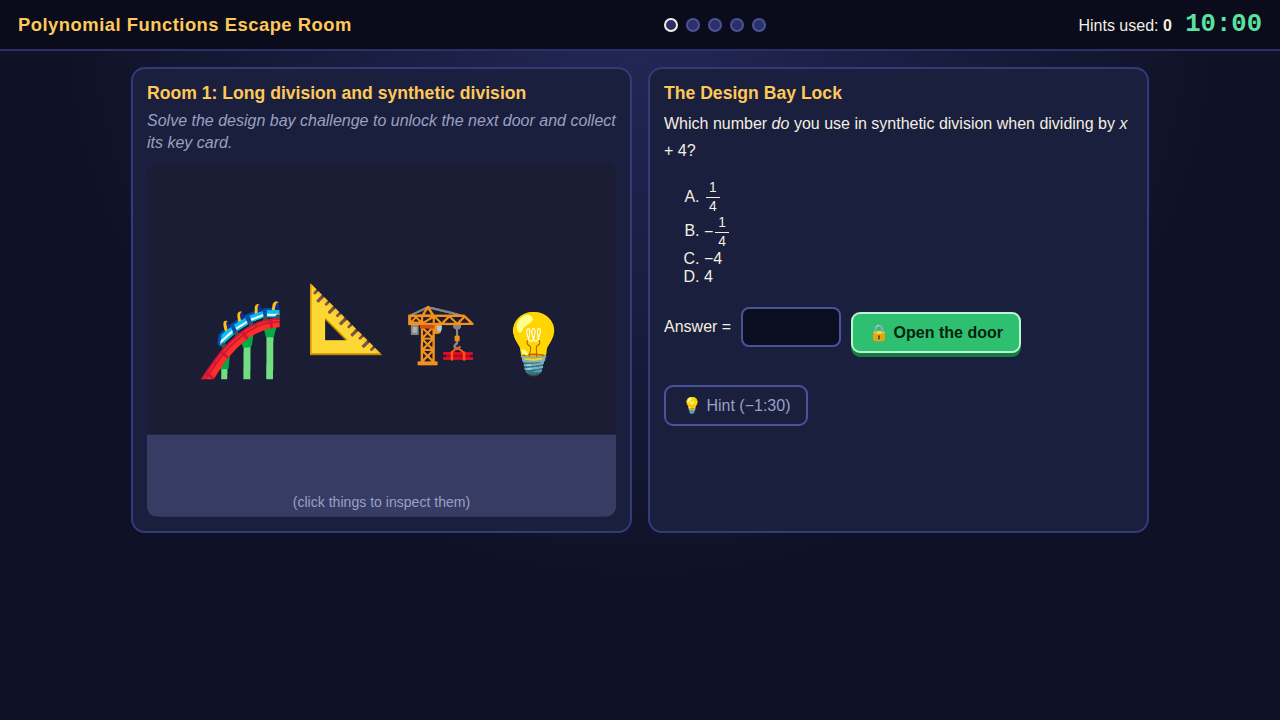 Polynomial Functions Escape Room
Hints used: 0 10:00
Room 1: Long division and synthetic division
Solve the design bay challenge to unlock the next door and collect
its key card.
(click things to inspect them)
The Design Bay Lock
Which number do you use in synthetic division when dividing by x
+ 4?
A. 1/4
B. −1/4
C. −4
D. 4
Answer =
🔒 Open the door
💡 Hint (−1:30)